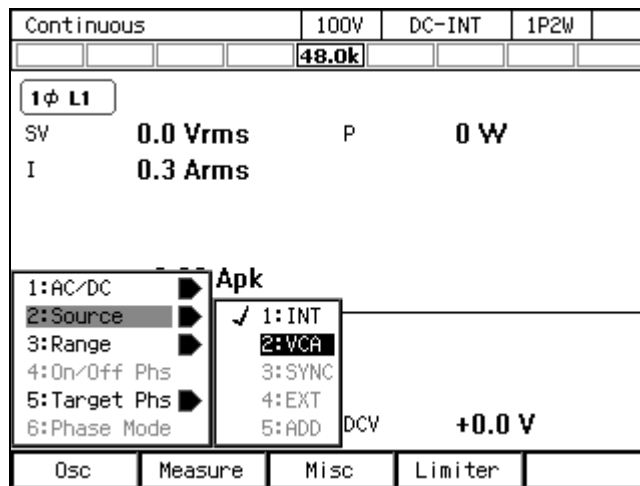 Continuous 100V DC-INT 1P2W
48.0k
1ϕ L1
SV 0.0 Vrms P 0 W
I 0.3 Arms
Apk
1:AC/DC
2:Source
3:Range
4:On/Off Phs
5:Target Phs
6:Phase Mode
✓ 1:INT
2:VCA
3:SYNC
4:EXT
5:ADD
DCV +0.0 V
Osc Measure Misc Limiter